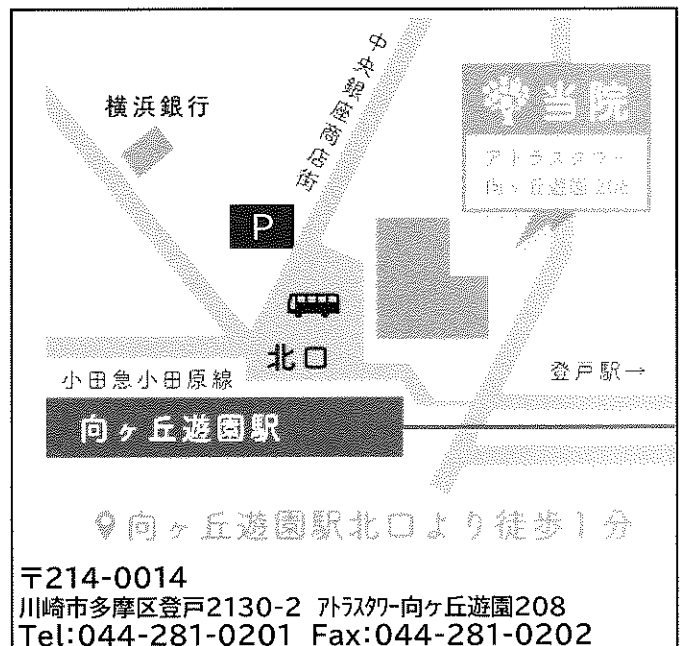 中央銀座商店街
横浜銀行
当院
アトラスタワー
向ヶ丘遊園 208
P
北口
小田急小田原線
登戸駅→
向ヶ丘遊園駅
向ヶ丘遊園駅北口より徒歩1分
〒214-0014
川崎市多摩区登戸2130-2 アトラスタワー向ヶ丘遊園208
Tel:044-281-0201 Fax:044-281-0202